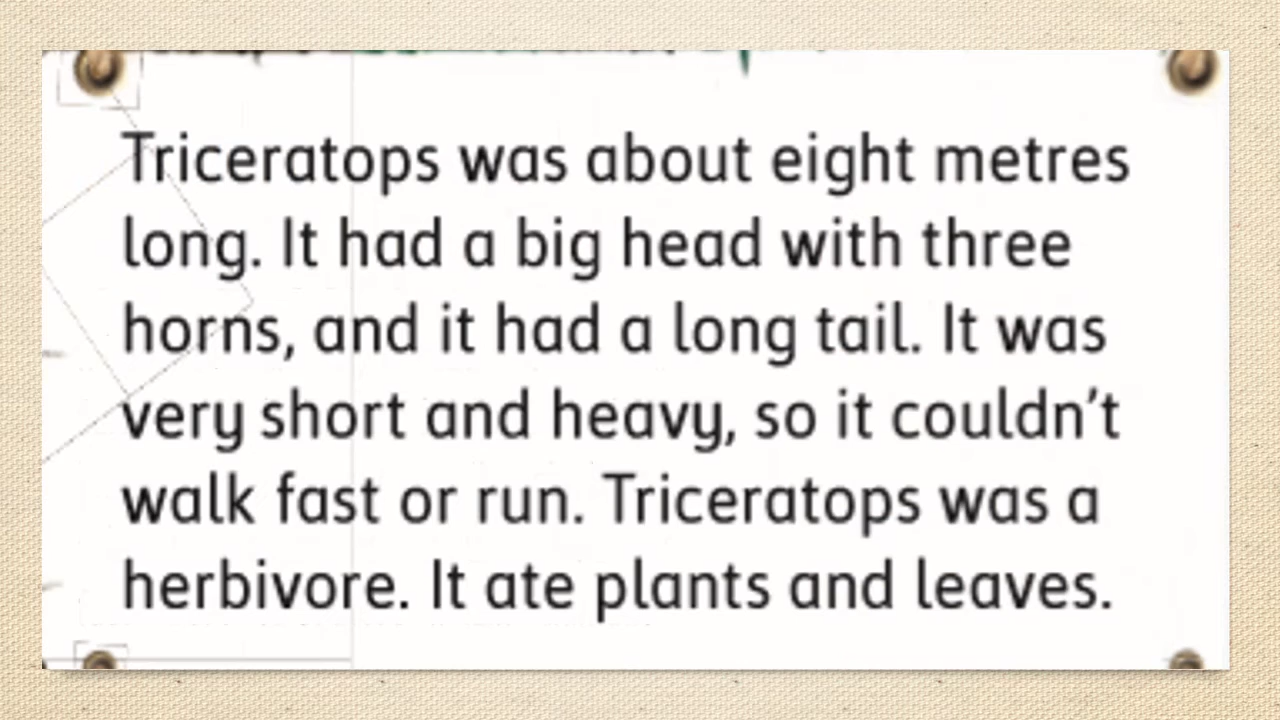 Triceratops was about eight metres
long. It had a big head with three
horns, and it had a long tail. It was
very short and heavy, so it couldn’t
walk fast or run. Triceratops was a
herbivore. It ate plants and leaves.